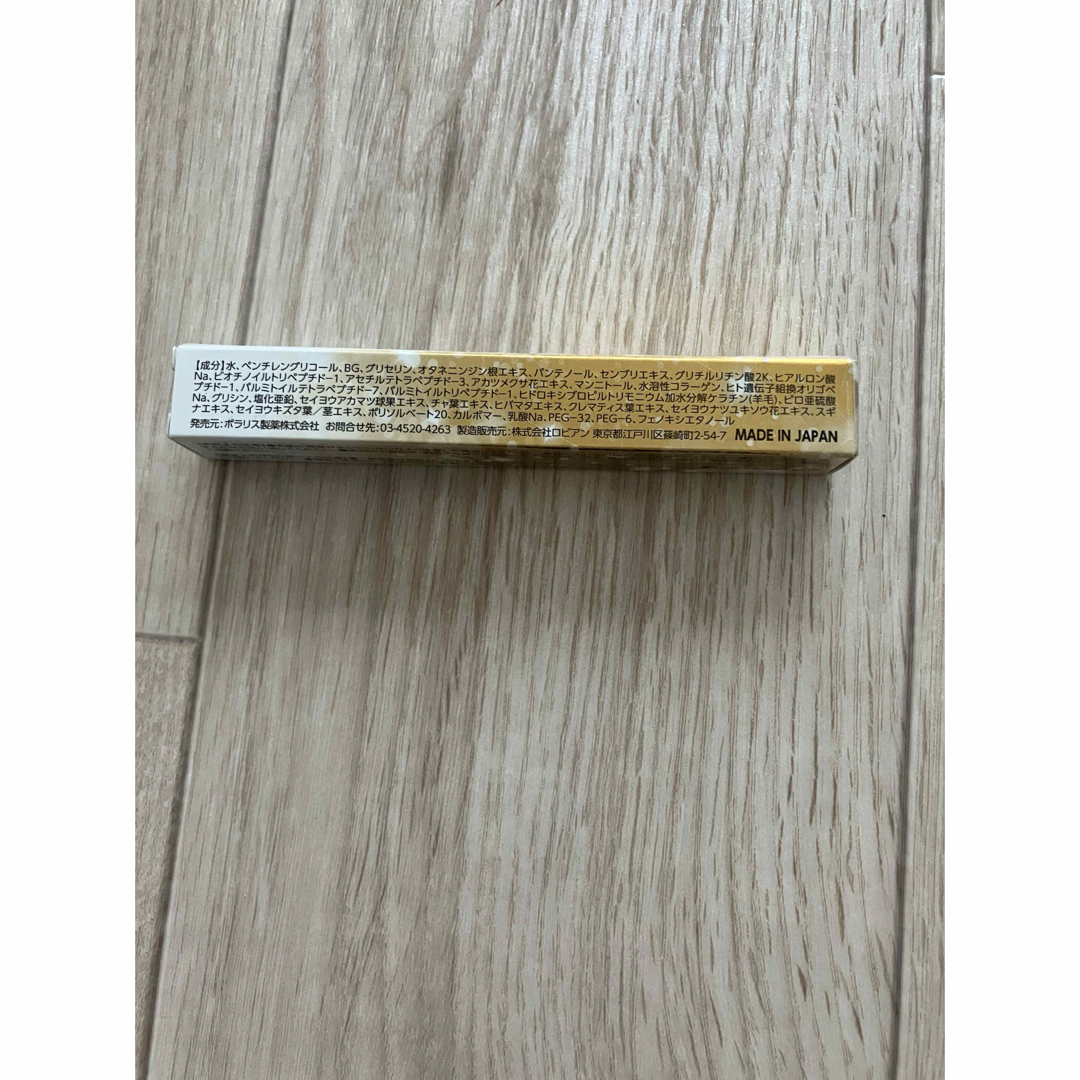 【成分】水、ペンチレングリコール、BG、グリセリン、オタネニンジン根エキス、パンテノール、センブリエキス、グリチルリチン酸2K、ヒアルロン酸
Na、ビオチノイルトリペプチド-1、アセチルテトラペプチド-3、アカツメクサ花エキス、マンニトール、水溶性コラーゲン、ヒト遺伝子組換オリゴペ
プチド-1、パルミトイルテトラペプチド-7、パルミトイルトリペプチド-1、ヒドロキシプロピルトリモニウム加水分解ケラチン(羊毛)、ピロ亜硫酸
Na、グリシン、塩化亜鉛、セイヨウアカマツ球果エキス、チャ葉エキス、ヒバマタエキス、クレマティス葉エキス、セイヨウナツユキソウ花エキス、スギ
ナエキス、セイヨウキズタ葉／茎エキス、ポリソルベート20、カルボマー、乳酸Na、PEG-32、PEG-6、フェノキシエタノール
発売元：ポラリス製薬株式会社 お問合せ先：03-4520-4263 製造販売元：株式会社ロビアン 東京都江戸川区篠崎町2-54-7 MADE IN JAPAN